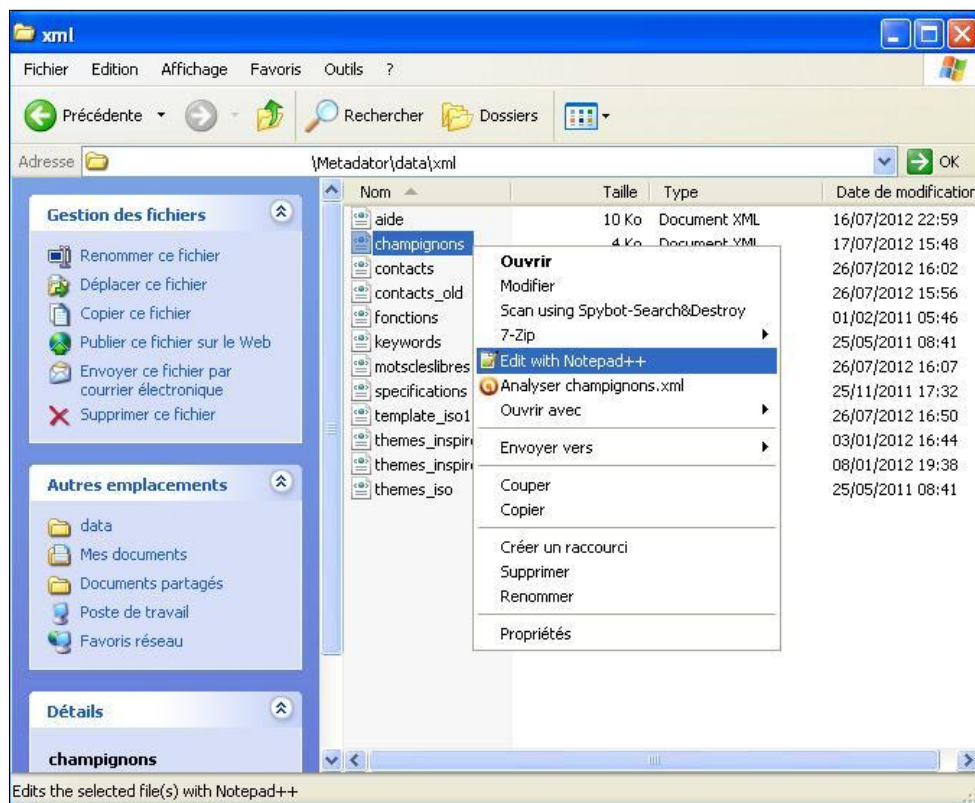 xml
Fichier Edition Affichage Favoris Outils ?
Précédente Rechercher Dossiers
Adresse \Metadator\data\xml OK
Gestion des fichiers
Renommer ce fichier
Déplacer ce fichier
Copier ce fichier
Publier ce fichier sur le Web
Envoyer ce fichier par
courrier électronique
Supprimer ce fichier
Autres emplacements
data
Mes documents
Documents partagés
Poste de travail
Favoris réseau
Détails
champignons
Nom Taille Type Date de modification
aide 10 Ko Document XML 16/07/2012 22:59
champignons 4 Ko Document XML 17/07/2012 15:48
contacts 26/07/2012 16:02
contacts_old 26/07/2012 15:56
fonctions 01/02/2011 05:46
keywords 25/05/2011 08:41
motscleslibres 26/07/2012 16:07
specifications 25/11/2011 17:32
template_iso1 26/07/2012 16:50
themes_inspir 03/01/2012 16:44
themes_inspir 08/01/2012 19:38
themes_iso 25/05/2011 08:41
Ouvrir
Modifier
Scan using Spybot-Search&Destroy
7-Zip
Edit with Notepad++
Analyser champignons.xml
Ouvrir avec
Envoyer vers
Couper
Copier
Créer un raccourci
Supprimer
Renommer
Propriétés
Edits the selected file(s) with Notepad++